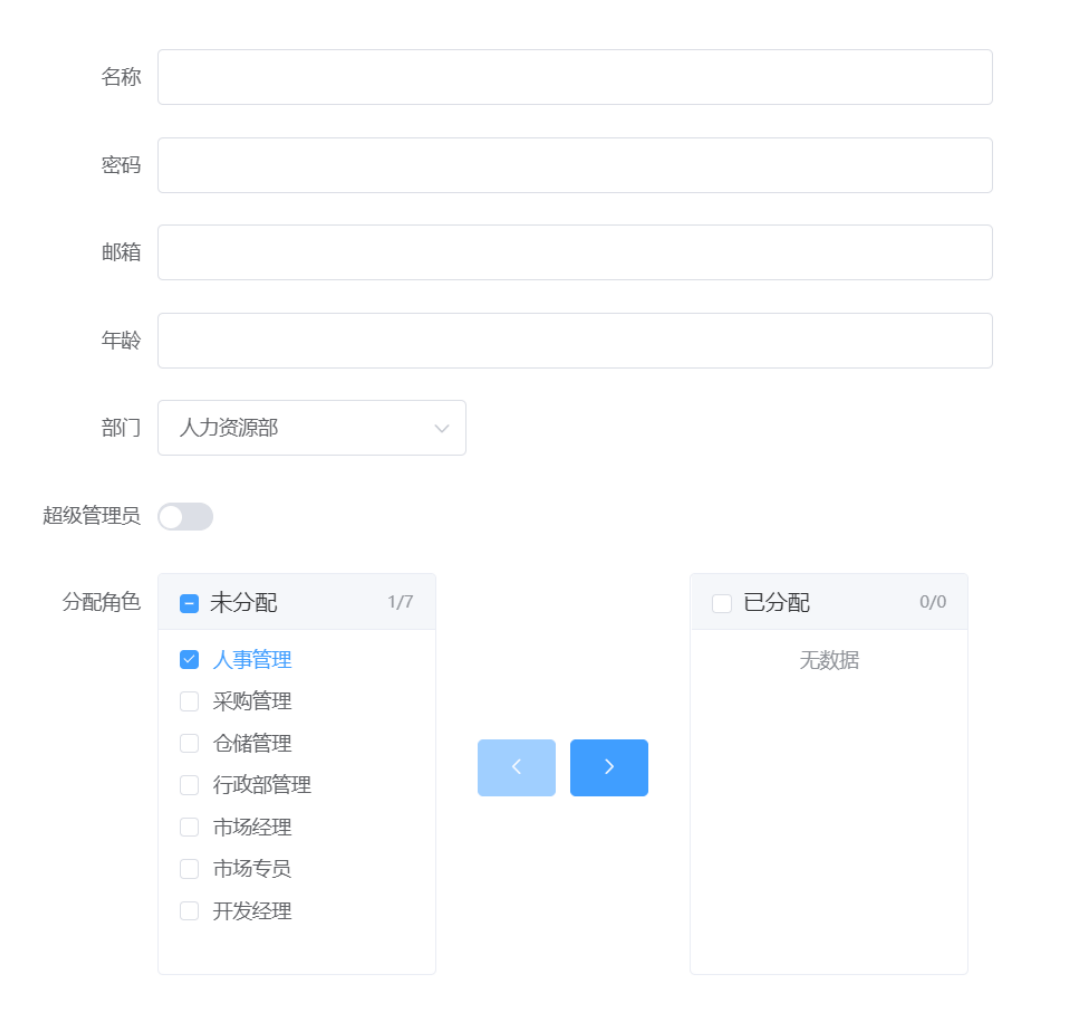 名称
密码
邮箱
年龄
部门 人力资源部
超级管理员
分配角色 未分配 1/7 已分配 0/0
人事管理 无数据
采购管理
仓储管理
行政部管理
市场经理
市场专员
开发经理